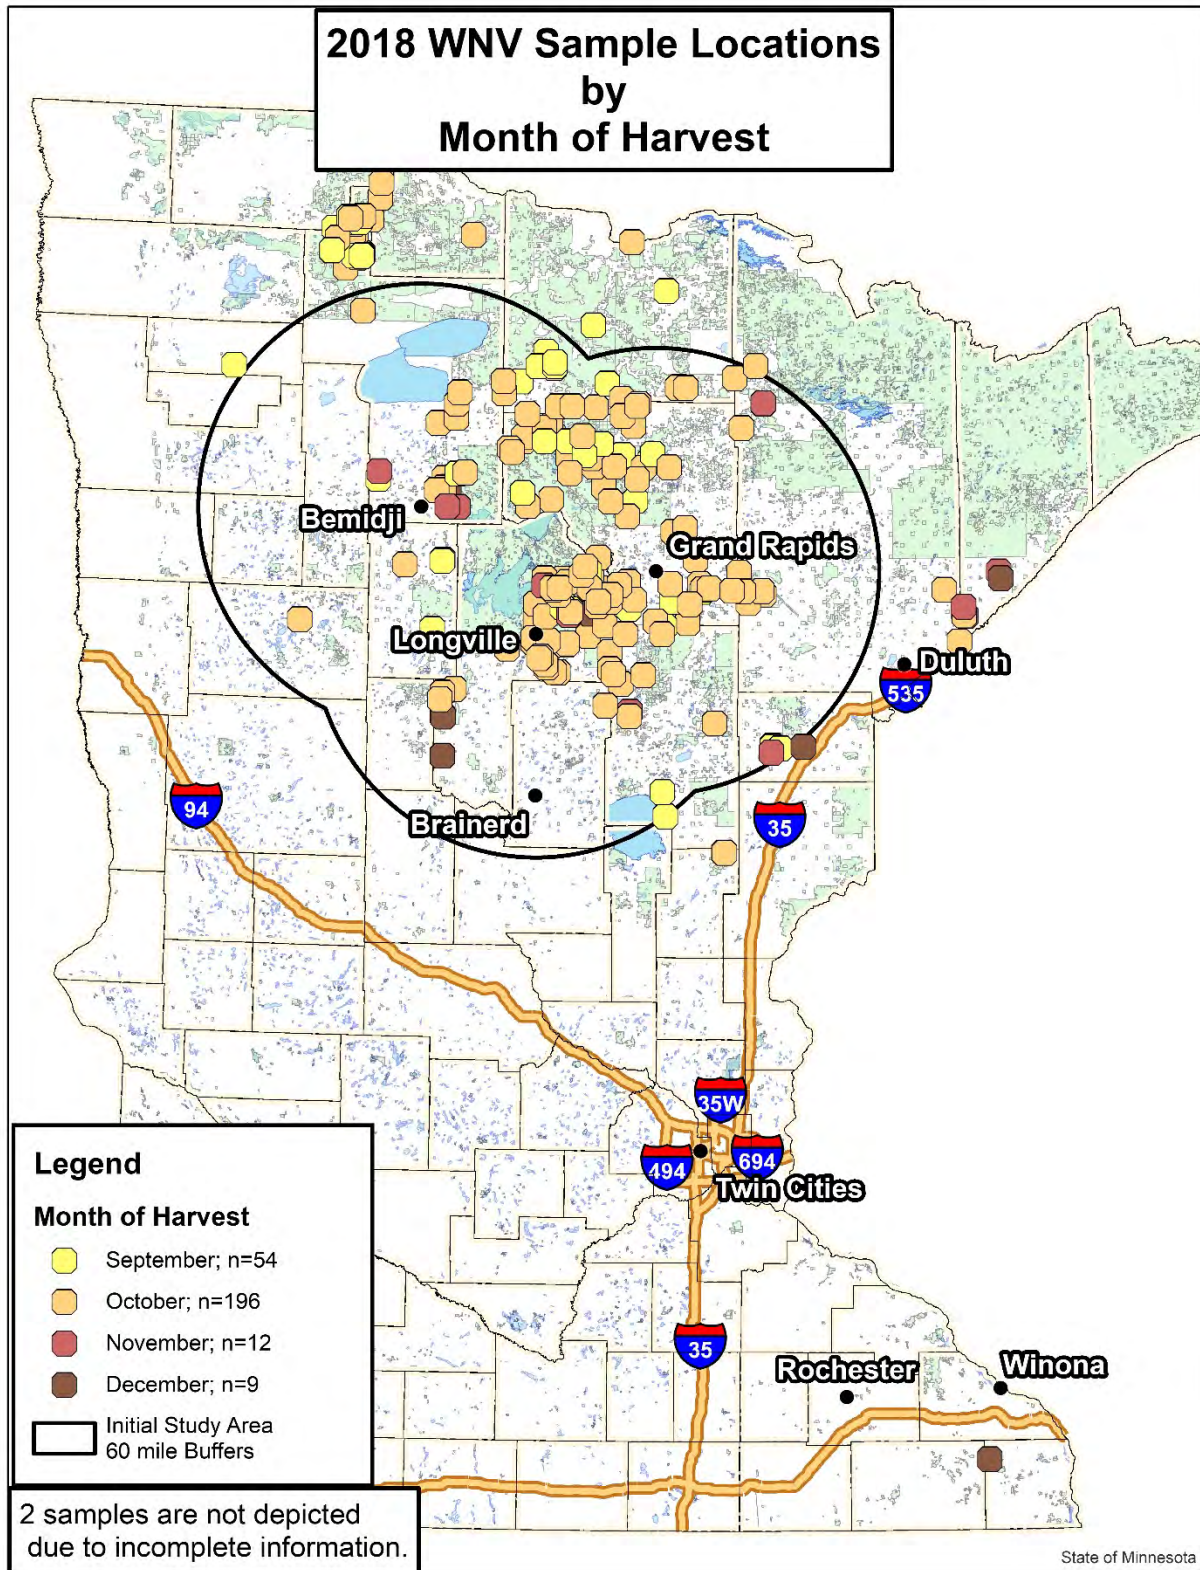 2018 WNV Sample Locations
by
Month of Harvest
Bemidji
Grand Rapids
Longville
Duluth
535
94
Brainerd
35
35W
494
694
Twin Cities
35
Rochester
Winona
Legend
Month of Harvest
September; n=54
October; n=196
November; n=12
December; n=9
Initial Study Area
60 mile Buffers
2 samples are not depicted
due to incomplete information.
State of Minnesota